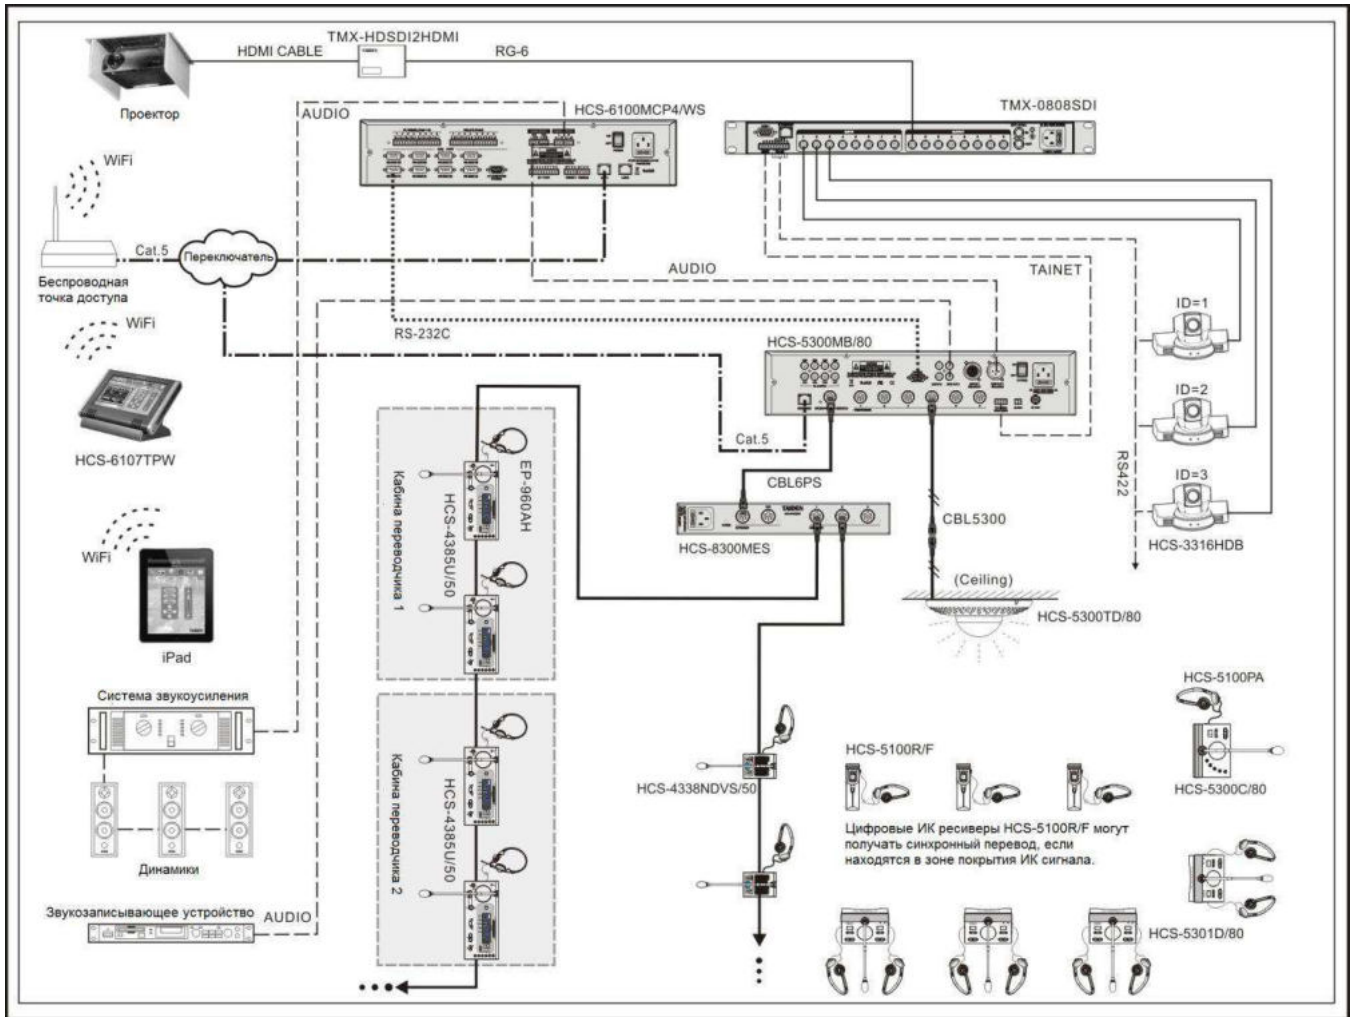 TMX-HDSDI2HDMI
HDMI CABLE
RG-6
Проектор
AUDIO
HCS-6100MCP4/WS
TMX-0808SDI
WiFi
Cat.5
Переключатель
Беспроводная
точка доступа
AUDIO
TAINET
ID=1
WiFi
RS-232C
HCS-5300MB/80
ID=2
HCS-6107TPW
Cat.5
RS422
ID=3
CBL6PS
CBL5300
HCS-3316HDB
HCS-8300MES
EP-960AH
HCS-4385U/50
Кабина переводчика 1
WiFi
(Ceiling)
HCS-5300TD/80
iPad
Система звукоусиления
HCS-5100PA
HCS-4385U/50
Кабина переводчика 2
HCS-5100R/F
HCS-4338NDVS/50
HCS-5300C/80
Цифровые ИК ресиверы HCS-5100R/F могут
получать синхронный перевод, если
находятся в зоне покрытия ИК сигнала.
Динамики
Звукозаписывающее устройство
AUDIO
HCS-5301D/80